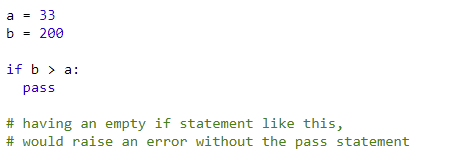 a = 33
b = 200

if b > a:
  pass

# having an empty if statement like this,
# would raise an error without the pass statement